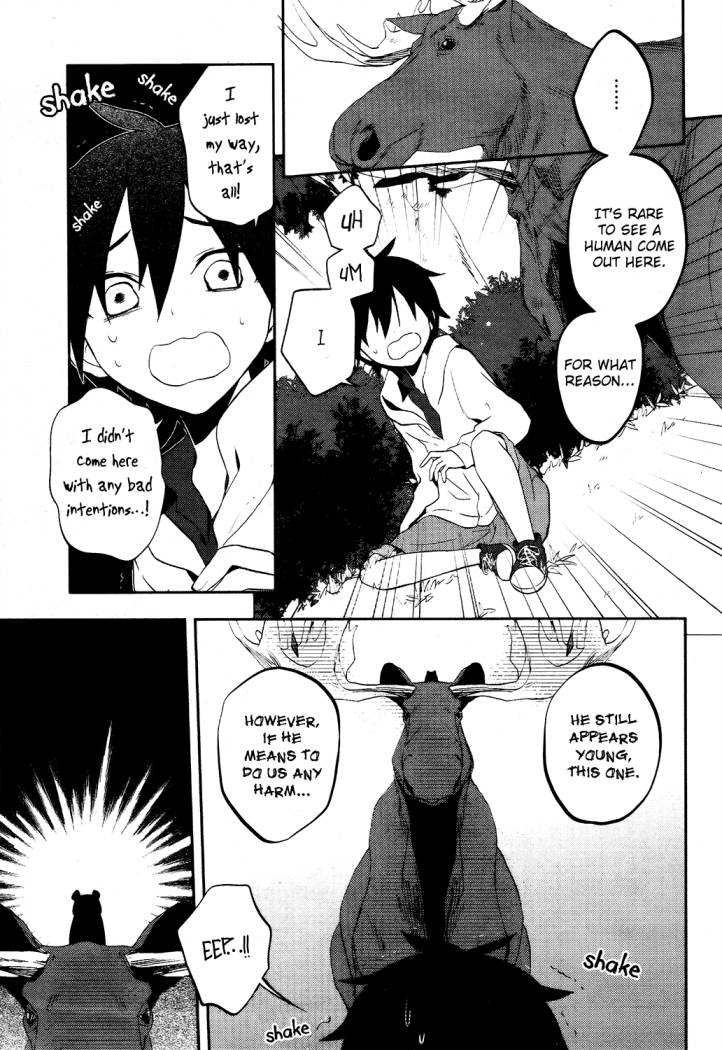 ......
IT'S RARE
TO SEE A
HUMAN COME
OUT HERE.
FOR WHAT
REASON...
UH
UM
I
I
just lost
my way,
that's
all!
shake
shake
shake
I didn't
come here
with any bad
intentions...!
HE STILL
APPEARS
YOUNG,
THIS ONE.
HOWEVER,
IF HE
MEANS TO
DO US ANY
HARM...
shake
shake
EEP...!!